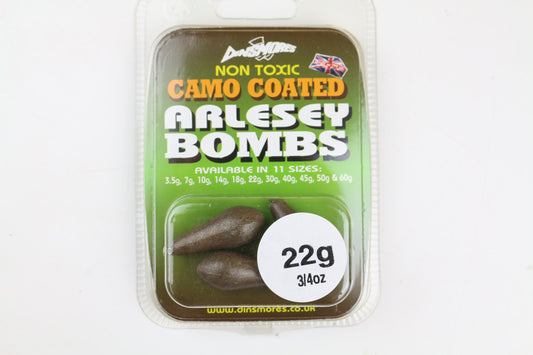 DINSMORES
NON TOXIC
CAMO COATED
ARLESEY
BOMBS
AVAILABLE IN 11 SIZES:
3.5g, 7g, 10g, 14g, 18g, 22g, 30g, 40g, 45g, 50g & 60g
22g
3/4oz
www.dinsmores.co.uk